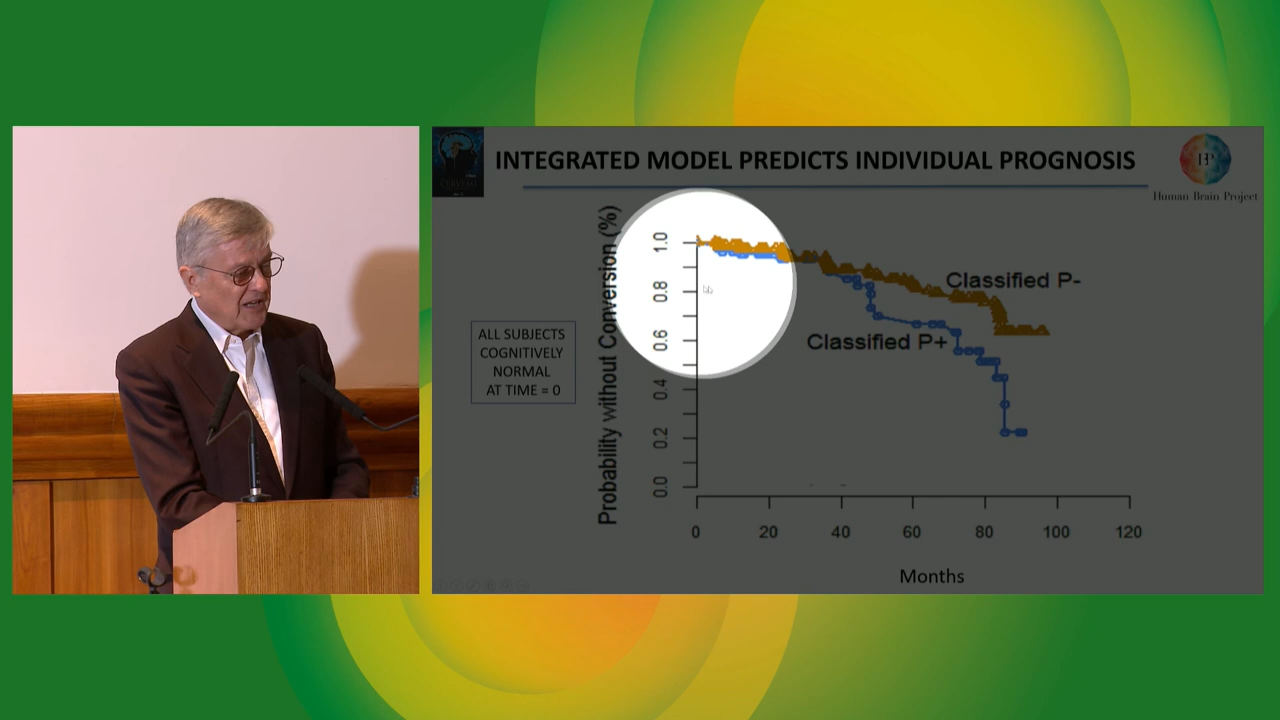 INTEGRATED MODEL PREDICTS INDIVIDUAL PROGNOSIS
HP
Human Brain Project
Probability without Conversion (%)
1.0
0.8
0.6
0.4
0.2
0.0
Classified P-
Classified P+
ALL SUBJECTS
COGNITIVELY
NORMAL
AT TIME = 0
0 20 40 60 80 100 120
Months